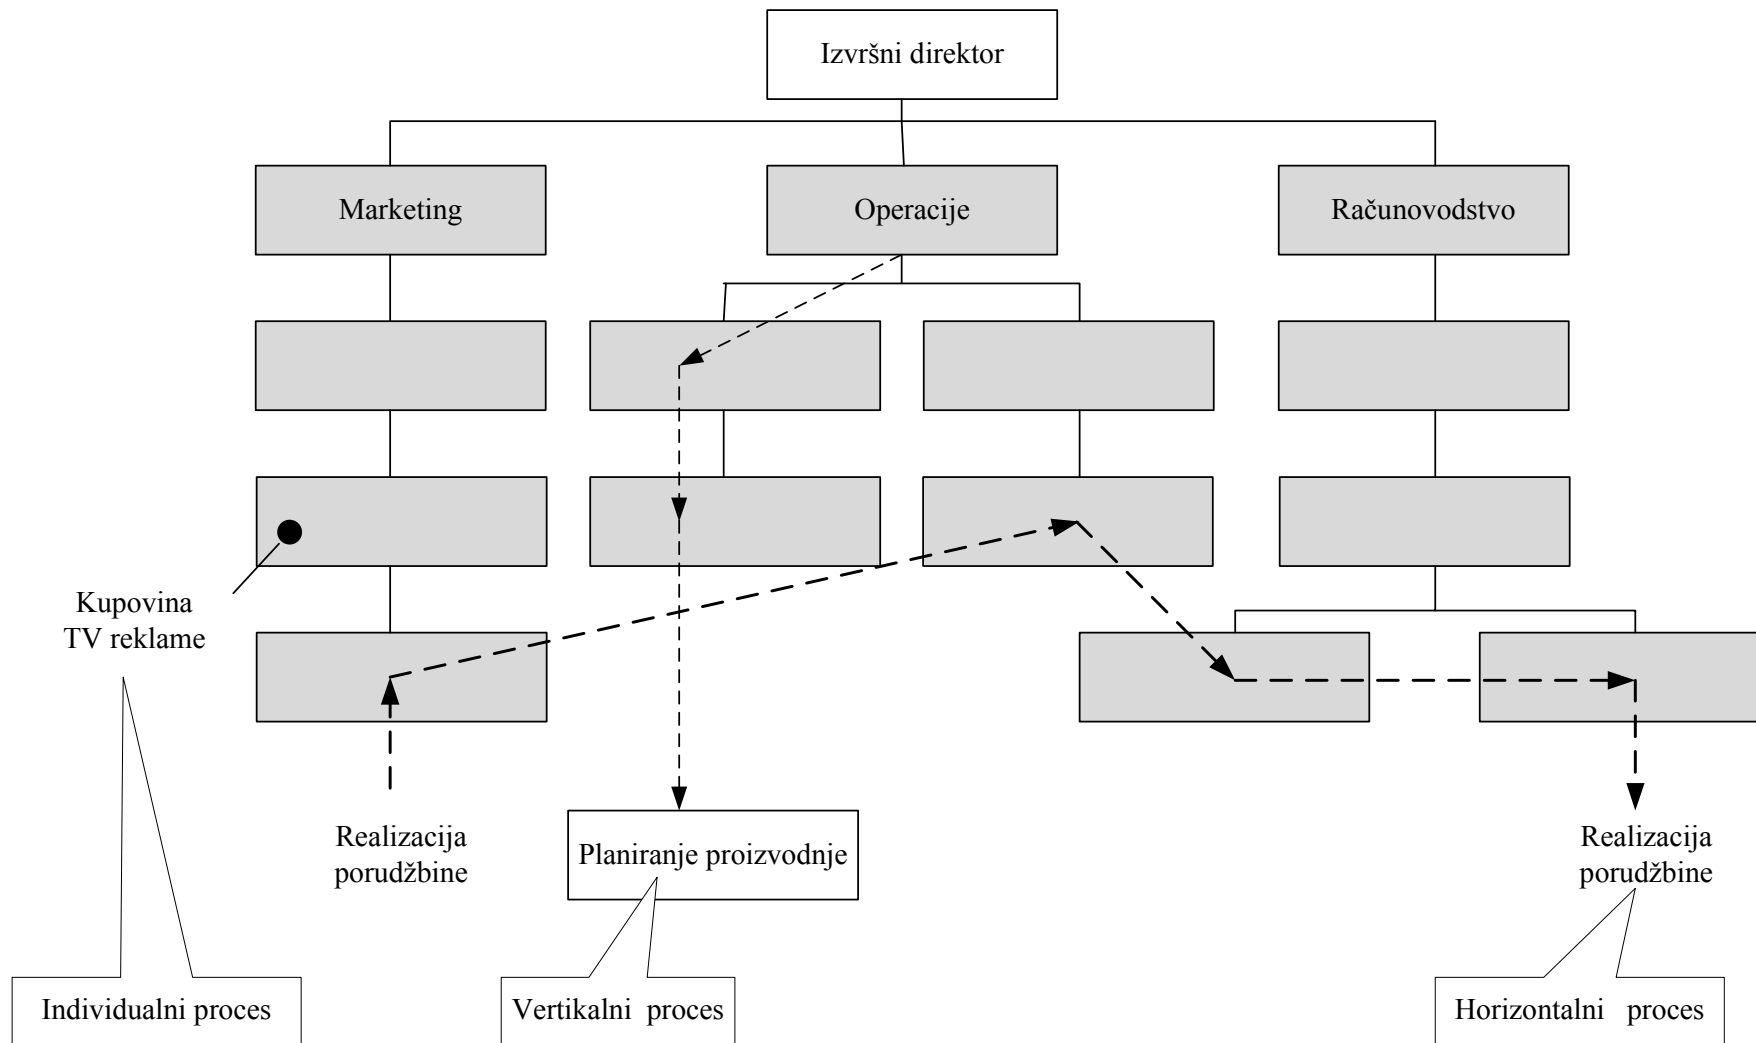 Izvršni direktor
Marketing
Operacije
Računovodstvo
Kupovina
TV reklame
Realizacija
porudžbine
Planiranje proizvodnje
Realizacija
porudžbine
Individualni proces
Vertikalni proces
Horizontalni proces